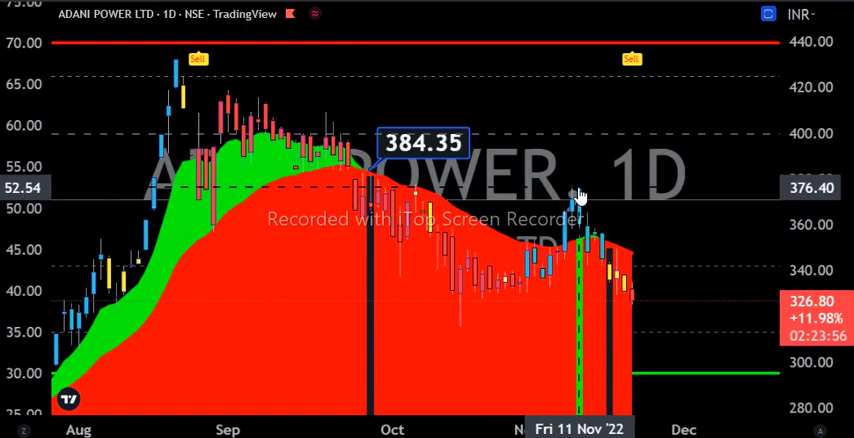 75.00
ADANI POWER LTD · 1D · NSE · TradingView
INR
70.00
440.00
Sell
Sell
65.00
420.00
60.00
400.00
384.35
55.00
ADANI POWER, 1D
52.54
376.40
50.00
360.00
Recorded with iTop Screen Recorder
45.00
340.00
40.00
326.80
+11.98%
02:23:56
35.00
300.00
30.00
25.00
280.00
Z
Aug
Sep
Oct
Fri 11 Nov '22
Dec
A